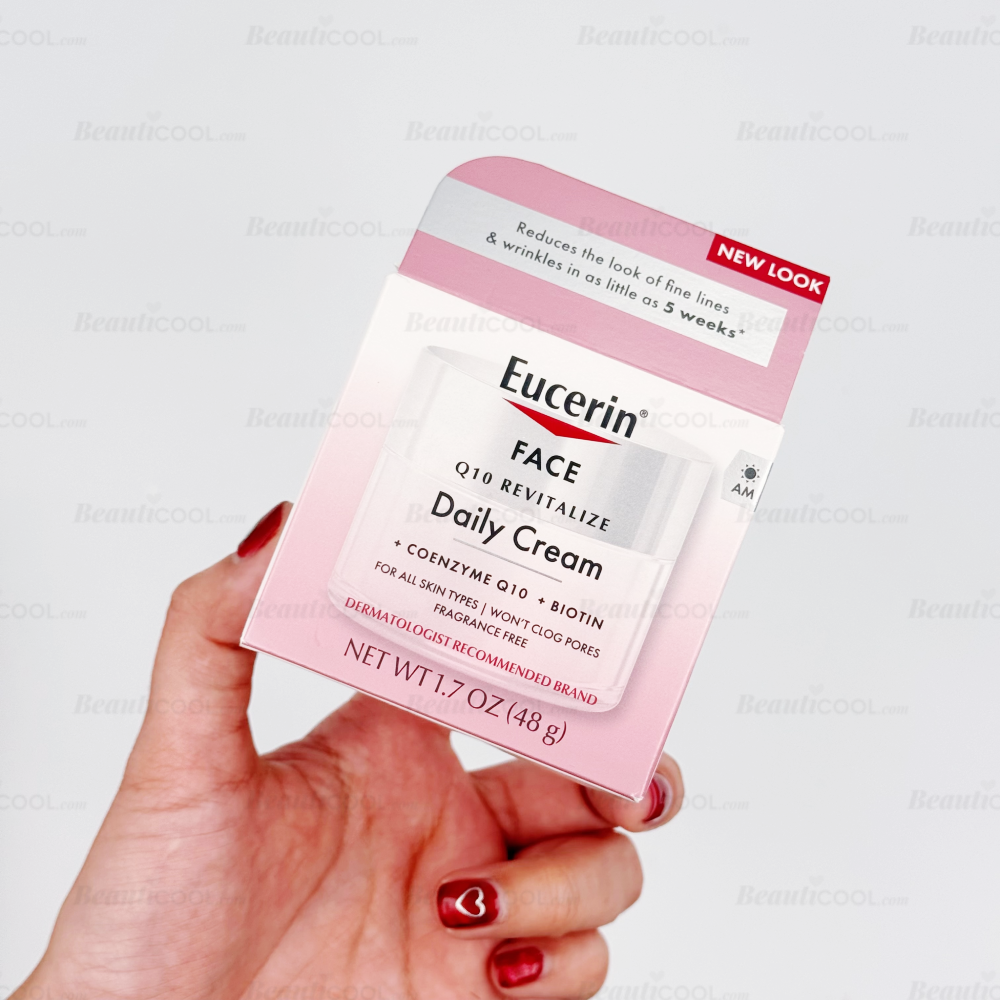 Reduces the look of fine lines
& wrinkles in as little as 5 weeks*
NEW LOOK
Eucerin®
FACE
Q10 REVITALIZE
Daily Cream
+ COENZYME Q10 + BIOTIN
FOR ALL SKIN TYPES | WON'T CLOG PORES
FRAGRANCE FREE
DERMATOLOGIST RECOMMENDED BRAND
NET WT 1.7 OZ (48 g)
AM
BeautiCOOL.com